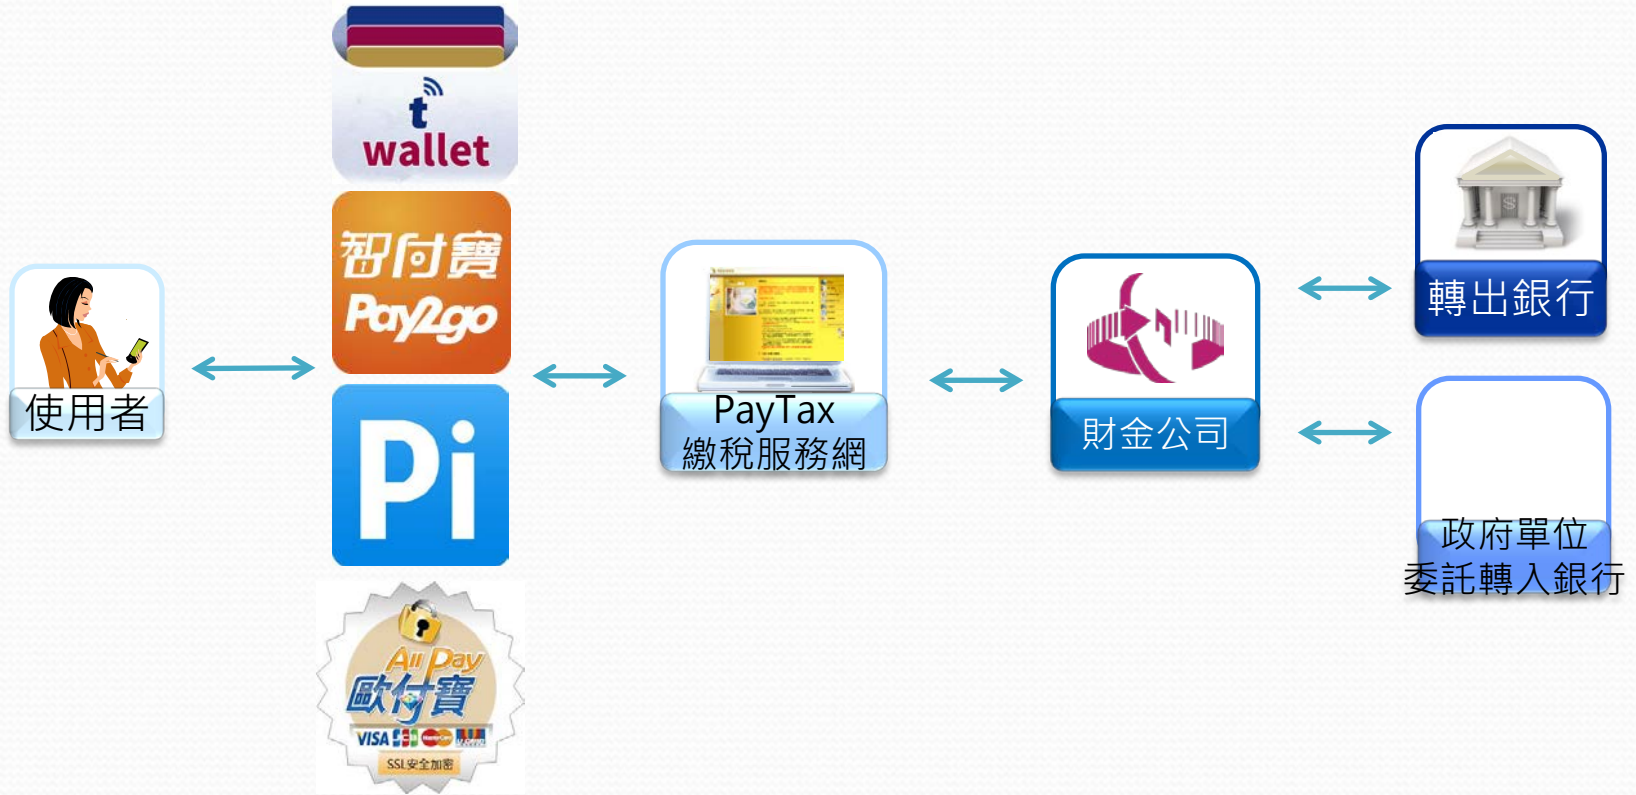 使用者
t
wallet
智付寶
Pay2go
Pi
All Pay
歐付寶
VISA JCB MasterCard
SSL安全加密
PayTax
繳稅服務網
財金公司
$
轉出銀行
政府單位
委託轉入銀行